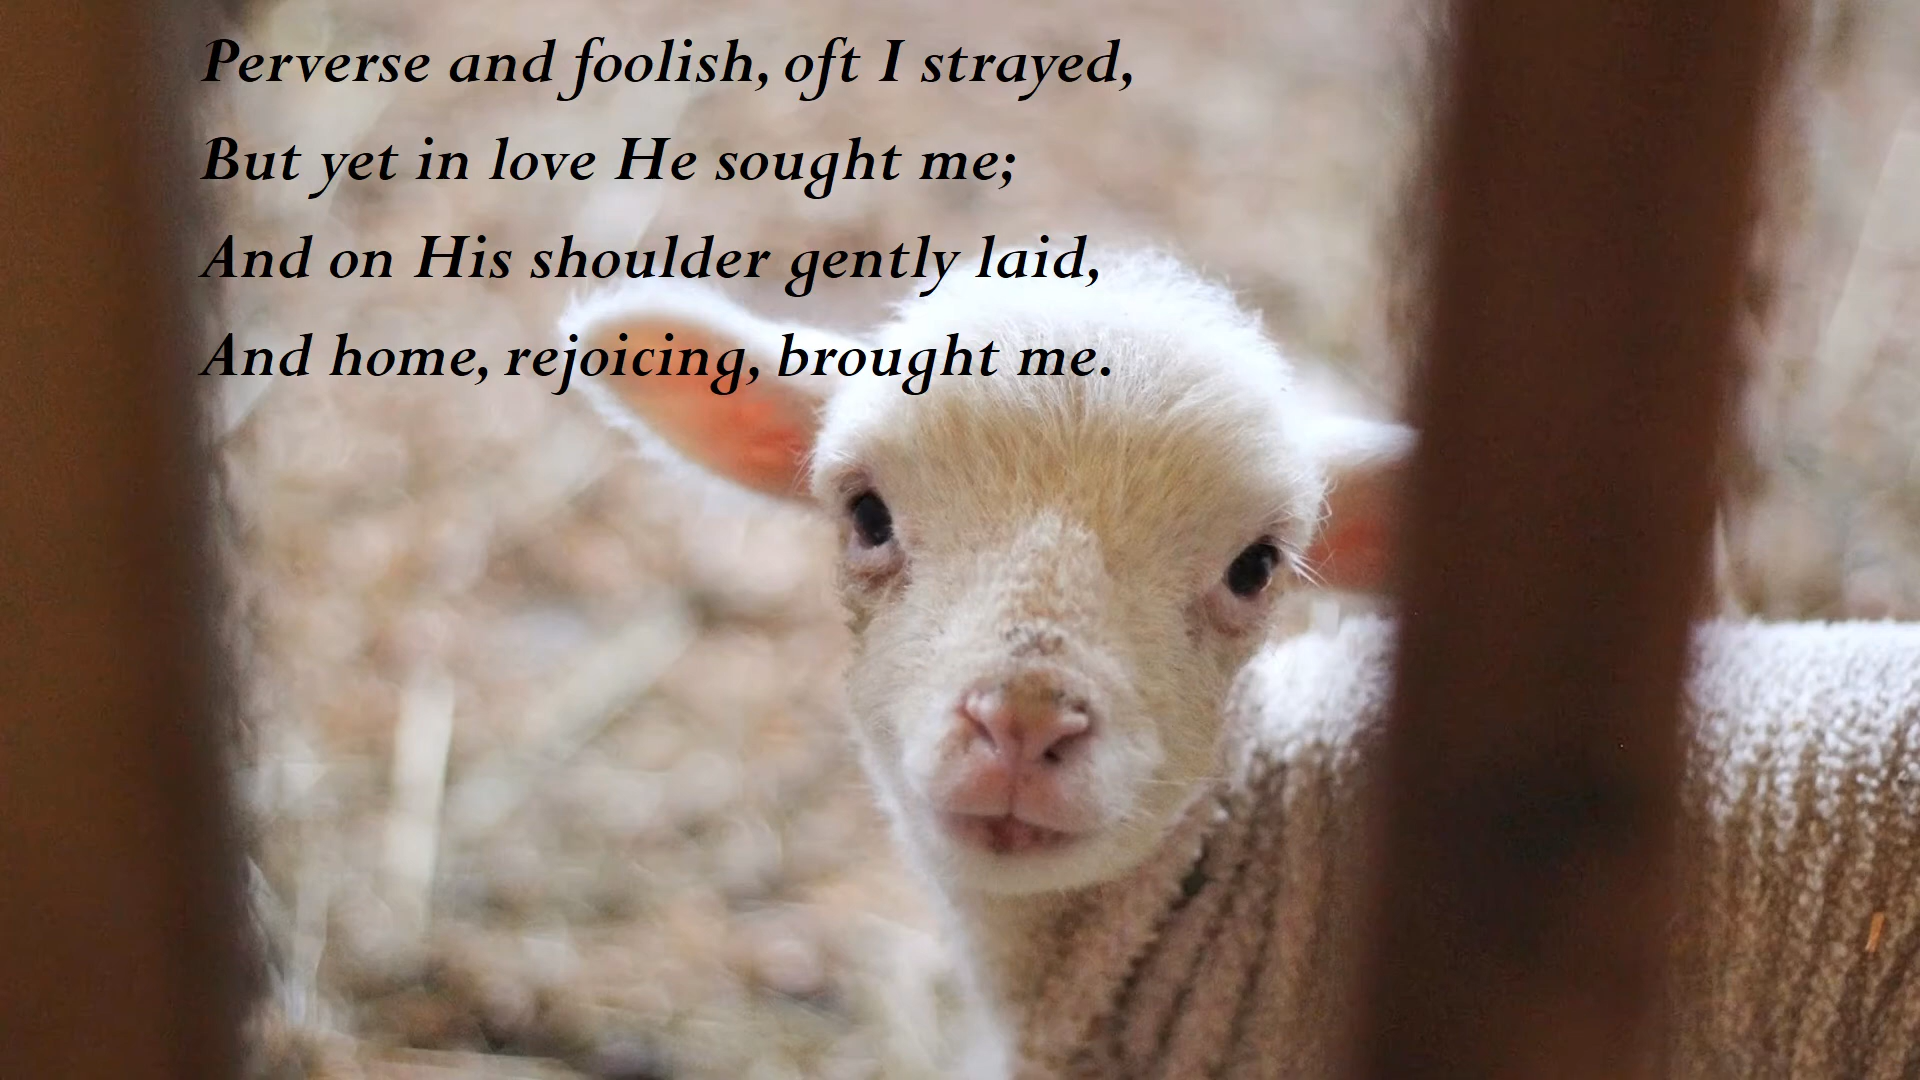 Perverse and foolish, oft I strayed,
But yet in love He sought me;
And on His shoulder gently laid,
And home, rejoicing, brought me.